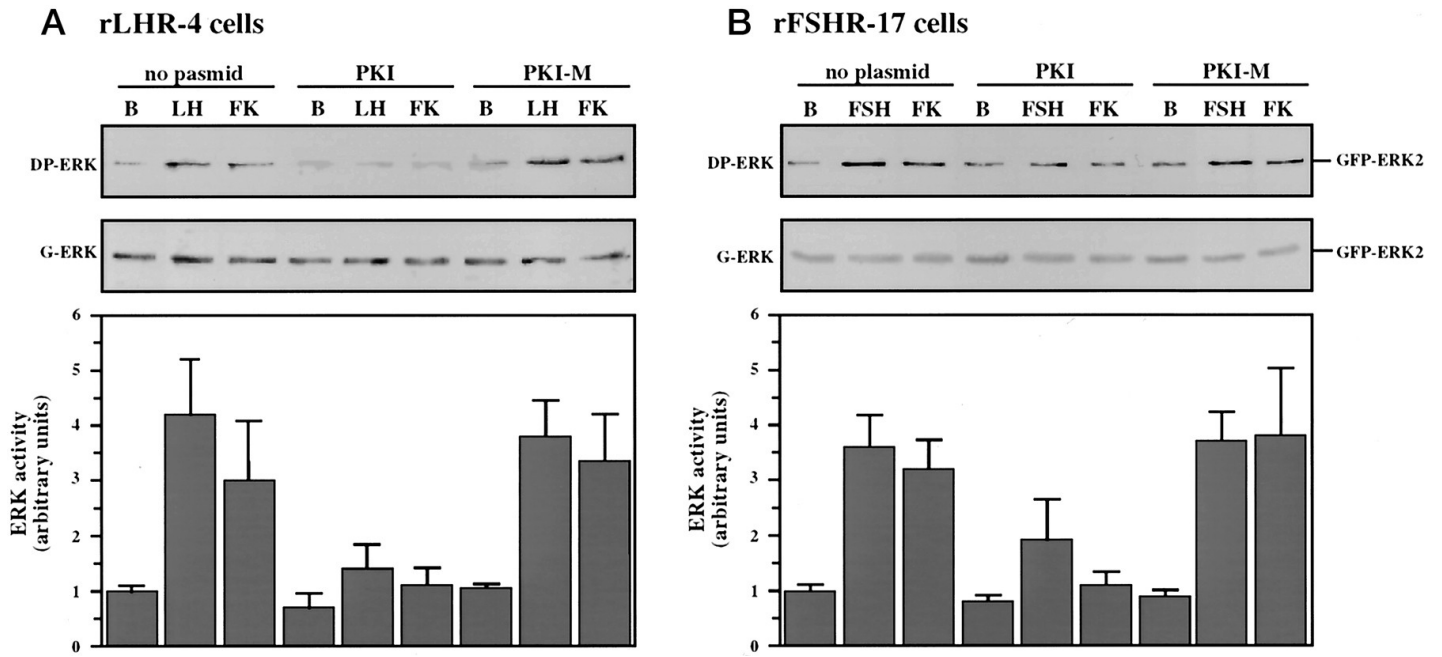 A rLHR-4 cells
no pasmid PKI PKI-M
B LH FK B LH FK B LH FK
DP-ERK
G-ERK
6
5
4
3
2
1
0
ERK activity
(arbitrary units)
B rFSHR-17 cells
no plasmid PKI PKI-M
B FSH FK B FSH FK B FSH FK
DP-ERK GFP-ERK2
G-ERK GFP-ERK2
6
5
4
3
2
1
0
ERK activity
(arbitrary units)